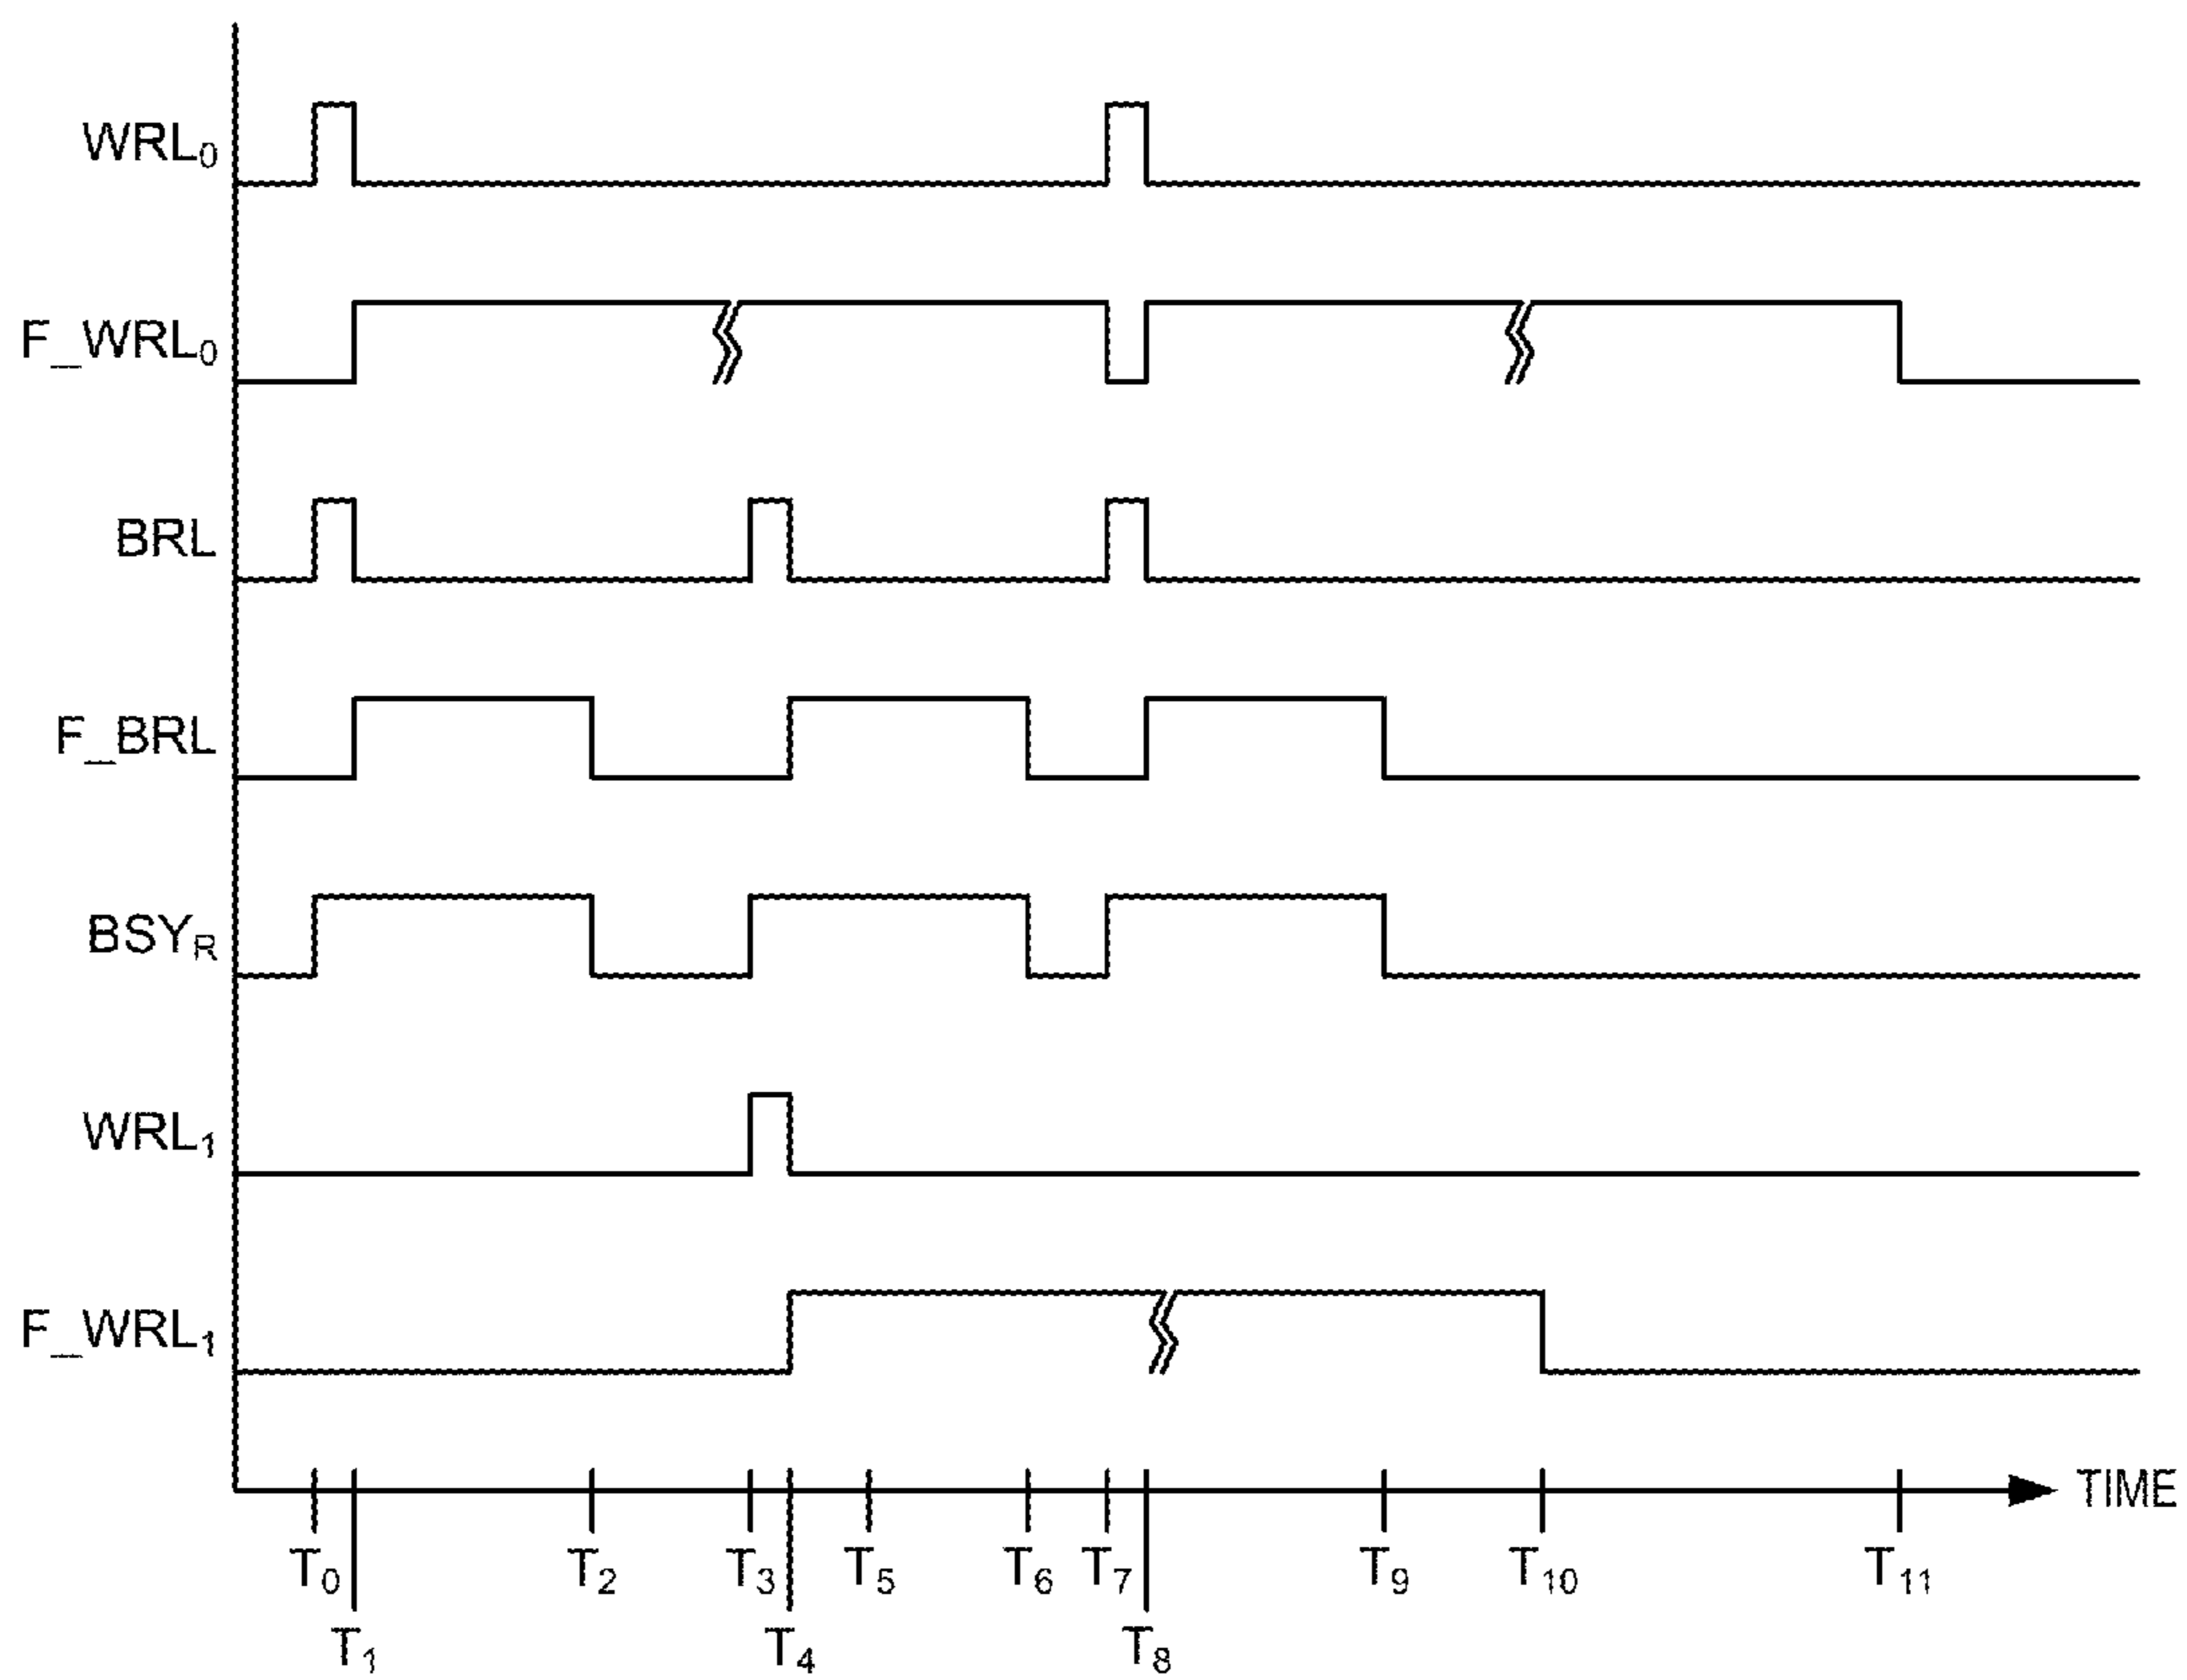 WRL₀
F_WRL₀
BRL
F_BRL
BSY_R
WRL₁
F_WRL₁
TIME
T₀ T₂ T₃ T₅ T₆ T₇ T₉ T₁₀ T₁₁
T₁ T₄ T₈